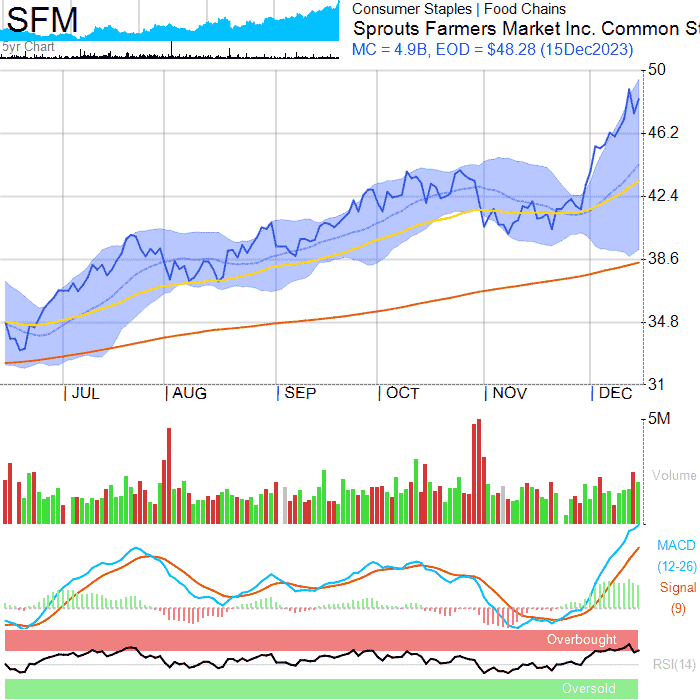 SFM
5yr Chart
Consumer Staples | Food Chains
Sprouts Farmers Market Inc. Common St
MC = 4.9B, EOD = $48.28 (15Dec2023)
50
46.2
42.4
38.6
34.8
31
JUL
AUG
SEP
OCT
NOV
DEC
5M
Volume
MACD
(12-26)
Signal
(9)
Overbought
RSI(14)
Oversold